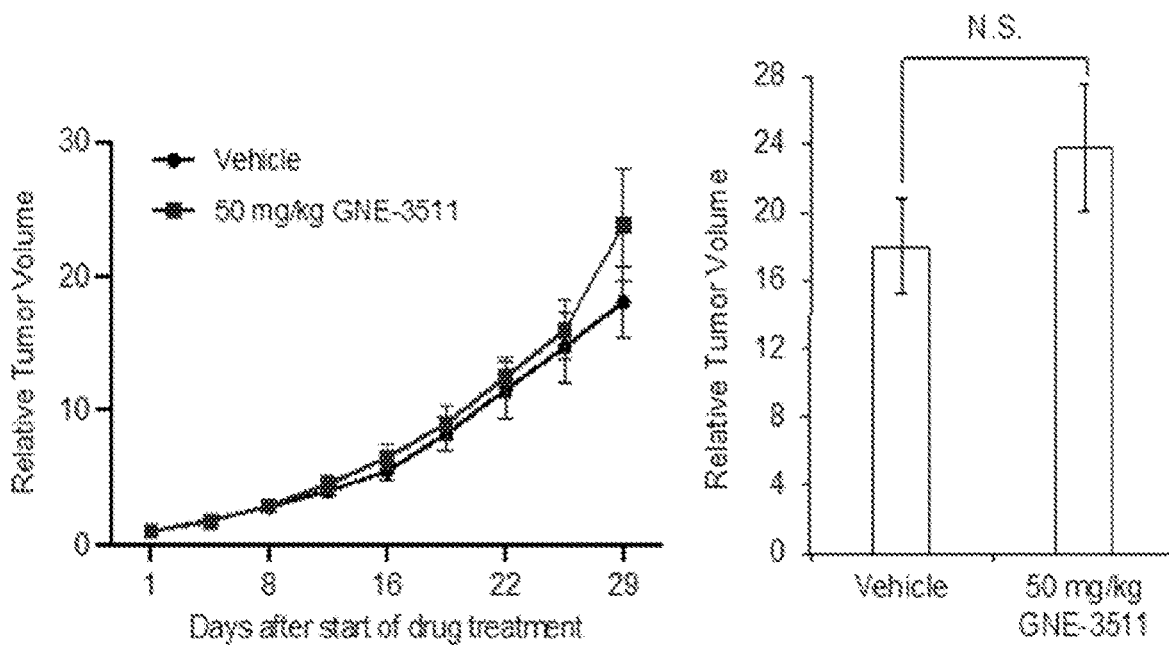 Relative Tumor Volume
30
20
10
0
Vehicle
50 mg/kg GNE-3511
1
8
16
22
29
Days after start of drug treatment
N.S.
Relative Tumor Volume
28
24
20
16
12
8
4
0
Vehicle
50 mg/kg
GNE-3511